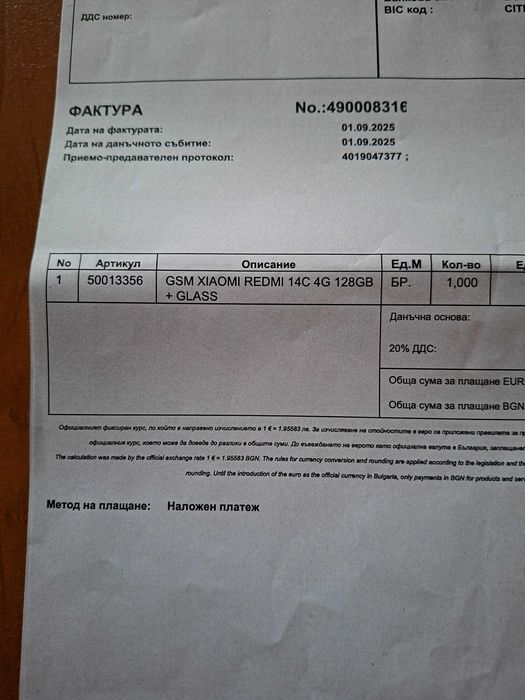 ДДС номер:
BIC код :
CITI
ФАКТУРА No.:490008316
Дата на фактурата: 01.09.2025
Дата на данъчното събитие: 01.09.2025
Приемо-предавателен протокол: 4019047377 ;
No Артикул Описание Ед.М Кол-во
1 50013356 GSM XIAOMI REDMI 14C 4G 128GB БР. 1,000
+ GLASS
Данъчна основа:
20% ДДС:
Обща сума за плащане EUR
Обща сума за плащане BGN
Официалният фиксиран курс, по който е направено изчислението е 1 € = 1.95583 лв. За изчисляване на стойностите в евро са приложени правилата за
официалния курс, което може да доведе до разлики в общите суми. До въвеждането на еврото като официална валута в България, заплащане
The calculation was made by the official exchange rate 1 € = 1.95583 BGN. The rules for currency conversion and rounding are applied according to the legislation and the
rounding. Until the introduction of the euro as the official currency in Bulgaria, only payments in BGN for products and
Метод на плащане: Наложен платеж